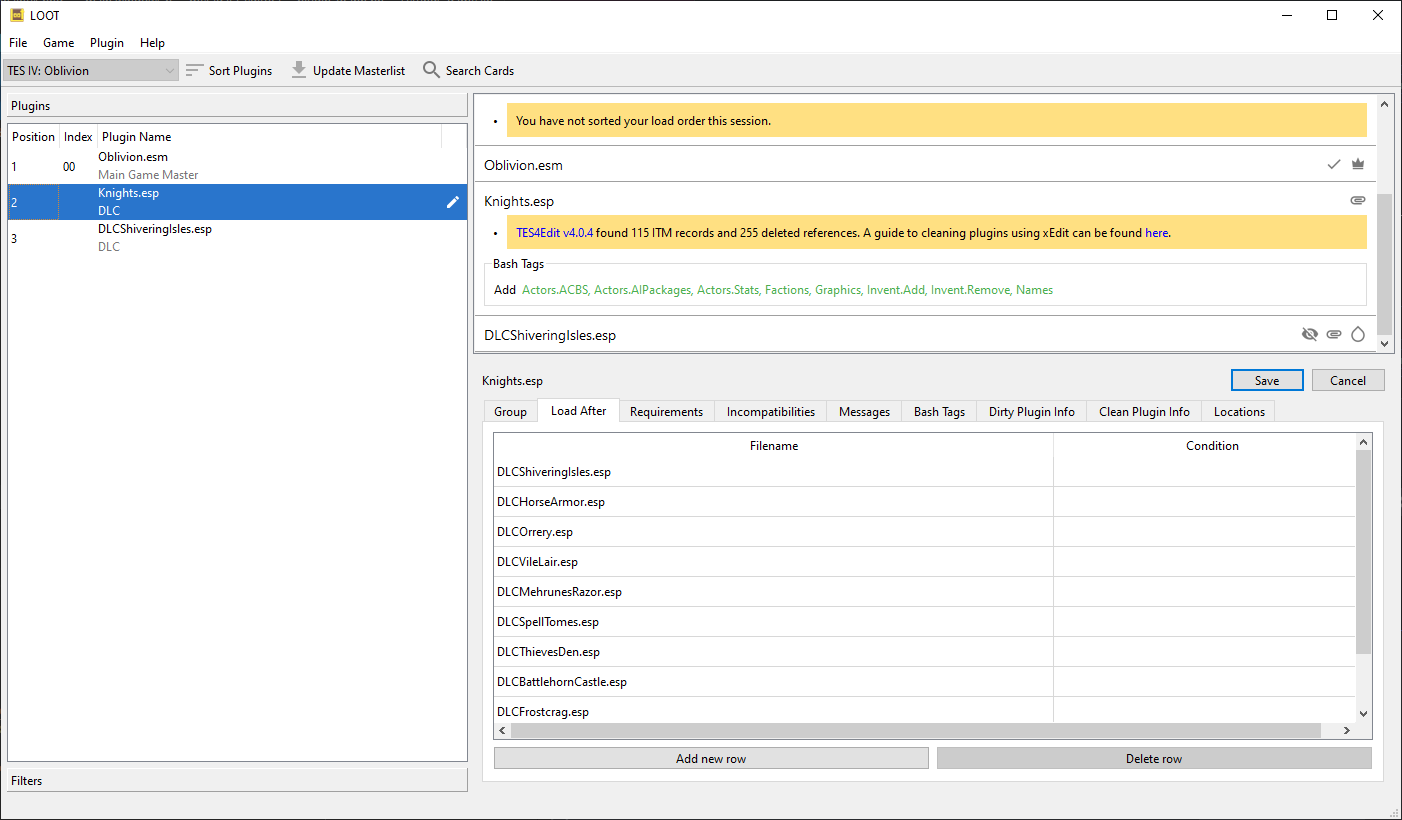 LOOT
File Game Plugin Help
TES IV: Oblivion Sort Plugins Update Masterlist Search Cards
Plugins
Position Index Plugin Name
1 00 Oblivion.esm
Main Game Master
2 Knights.esp
DLC
3 DLCShiveringIsles.esp
DLC
Filters
• You have not sorted your load order this session.
Oblivion.esm
Knights.esp
• TES4Edit v4.0.4 found 115 ITM records and 255 deleted references. A guide to cleaning plugins using xEdit can be found here.
Bash Tags
Add Actors.ACBS, Actors.AIPackages, Actors.Stats, Factions, Graphics, Invent.Add, Invent.Remove, Names
DLCShiveringIsles.esp
Knights.esp Save Cancel
Group Load After Requirements Incompatibilities Messages Bash Tags Dirty Plugin Info Clean Plugin Info Locations
Filename Condition
DLCShiveringIsles.esp
DLCHorseArmor.esp
DLCOrrery.esp
DLCVileLair.esp
DLCMehrunesRazor.esp
DLCSpellTomes.esp
DLCThievesDen.esp
DLCBattlehornCastle.esp
DLCFrostcrag.esp
Add new row Delete row